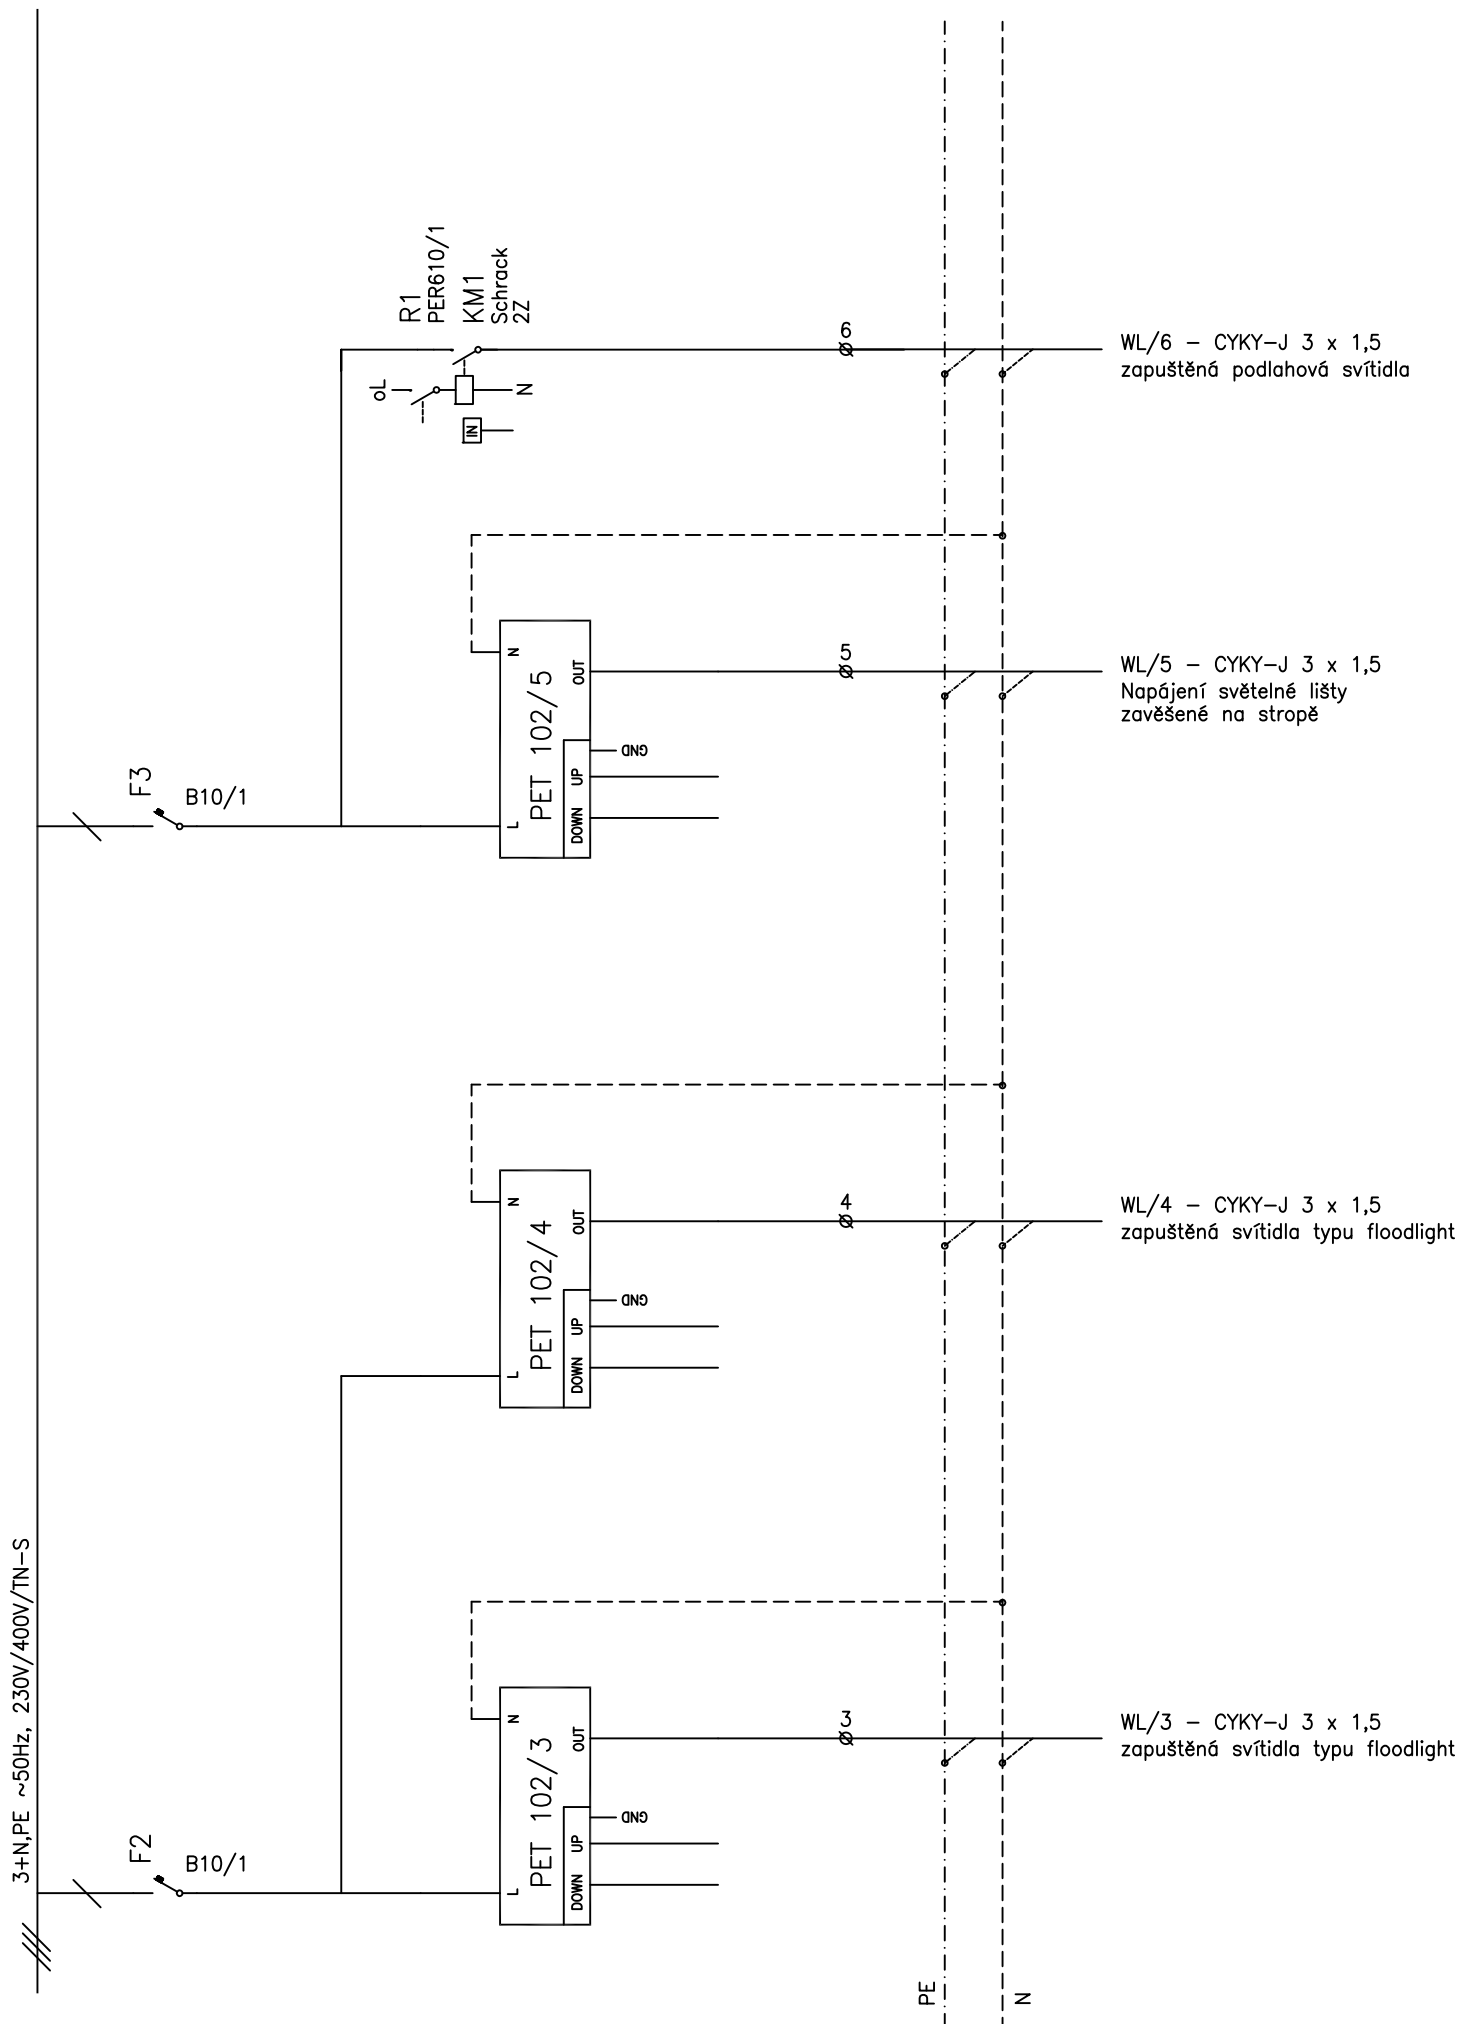 R1
PER610/1
KM1
Schrack
2Z
oL
N
IN
6
WL/6 – CYKY–J 3 x 1,5
zapuštěná podlahová svítidla
F3
B10/1
PET 102/5
L
N
OUT
DOWN
UP
GND
5
WL/5 – CYKY–J 3 x 1,5
Napájení světelné lišty
zavěšené na stropě
PET 102/4
L
N
OUT
DOWN
UP
GND
4
WL/4 – CYKY–J 3 x 1,5
zapuštěná svítidla typu floodlight
3+N,PE ~50Hz, 230V/400V/TN–S
F2
B10/1
PET 102/3
L
N
OUT
DOWN
UP
GND
3
WL/3 – CYKY–J 3 x 1,5
zapuštěná svítidla typu floodlight
PE
N